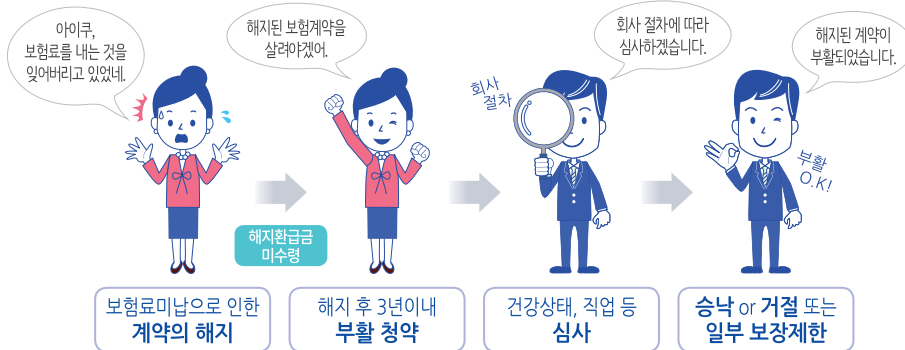 아이쿠,
보험료를 내는 것을
잊어버리고 있었네.
해지된 보험계약을
살려야겠어.
회사 절차에 따라
심사하겠습니다.
해지된 계약이
부활되었습니다.
회사
절차
부활
O.K!
해지환급금
미수령
보험료미납으로 인한
계약의 해지
해지 후 3년이내
부활 청약
건강상태, 직업 등
심사
승낙 or 거절 또는
일부 보장제한